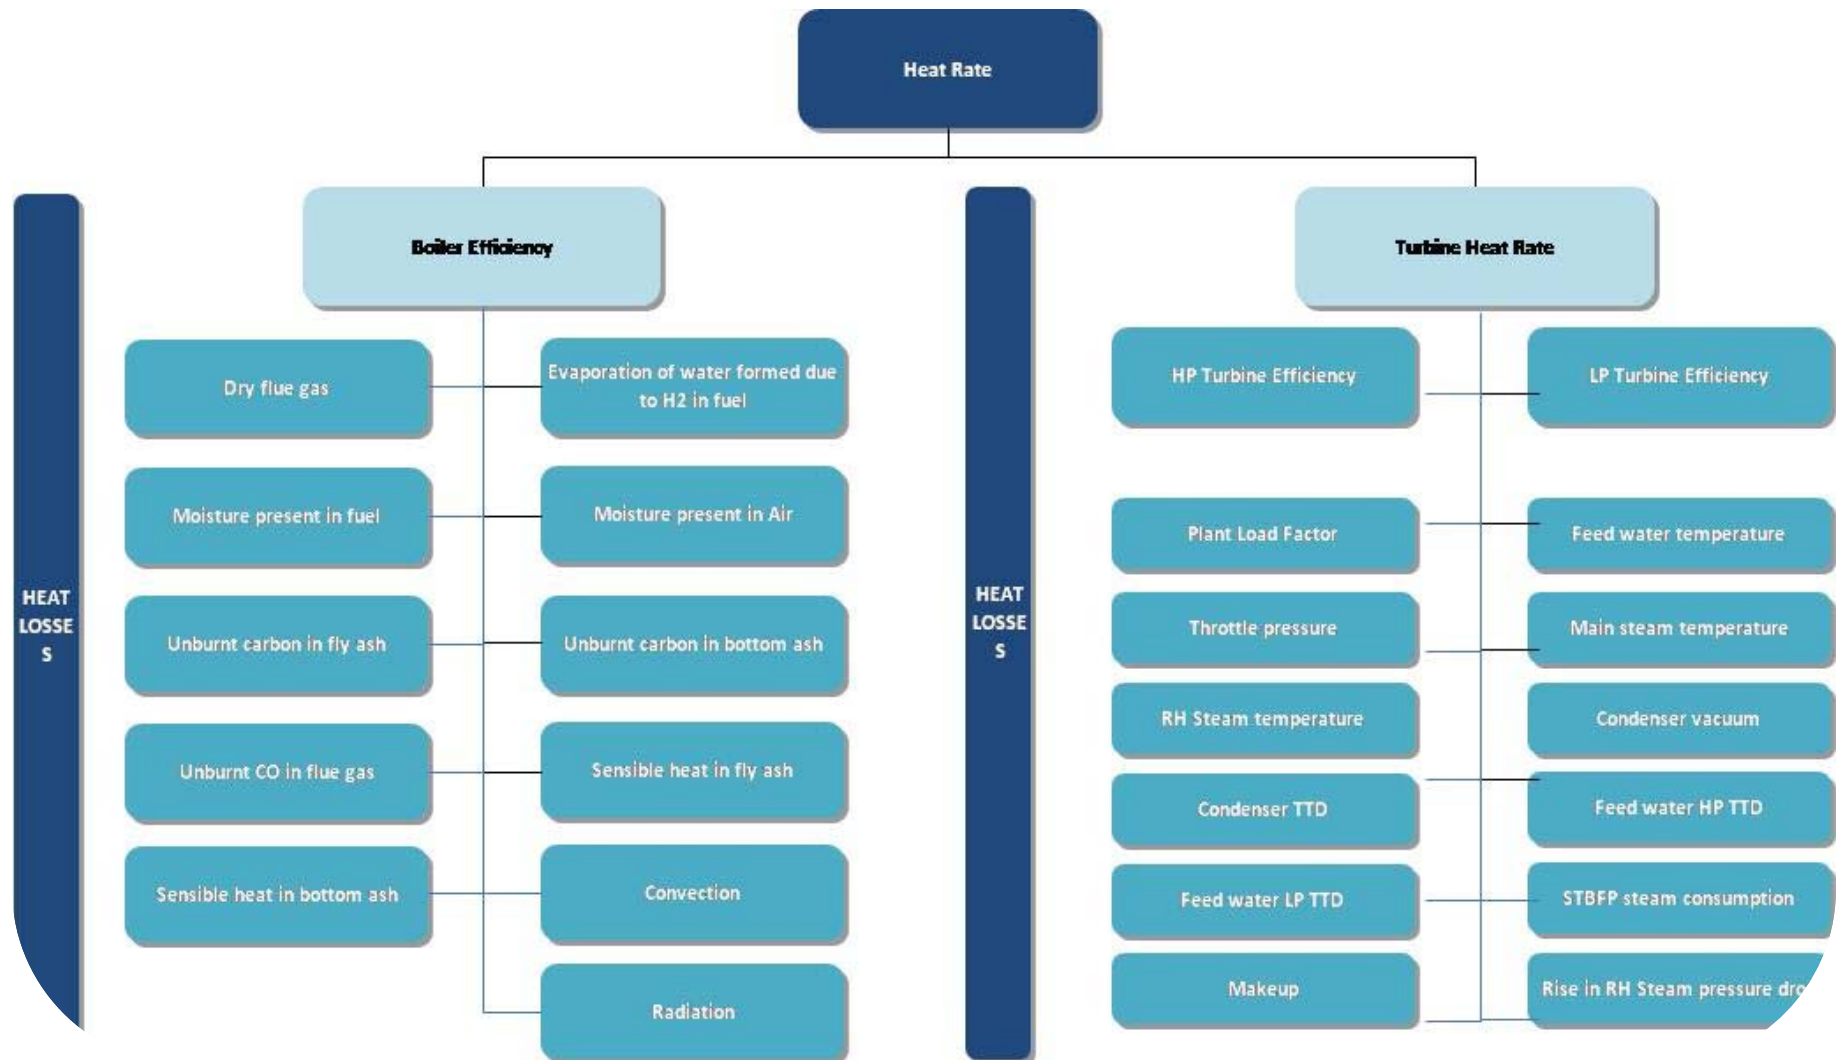 Heat Rate
Boiler Efficiency
Turbine Heat Rate
HEAT
LOSSE
S
Dry flue gas
Evaporation of water formed due
to H2 in fuel
Moisture present in fuel
Moisture present in Air
Unburnt carbon in fly ash
Unburnt carbon in bottom ash
Unburnt CO in flue gas
Sensible heat in fly ash
Sensible heat in bottom ash
Convection
Radiation
HEAT
LOSSE
S
HP Turbine Efficiency
LP Turbine Efficiency
Plant Load Factor
Feed water temperature
Throttle pressure
Main steam temperature
RH Steam temperature
Condenser vacuum
Condenser TTD
Feed water HP TTD
Feed water LP TTD
STBFP steam consumption
Makeup
Rise in RH Steam pressure dro